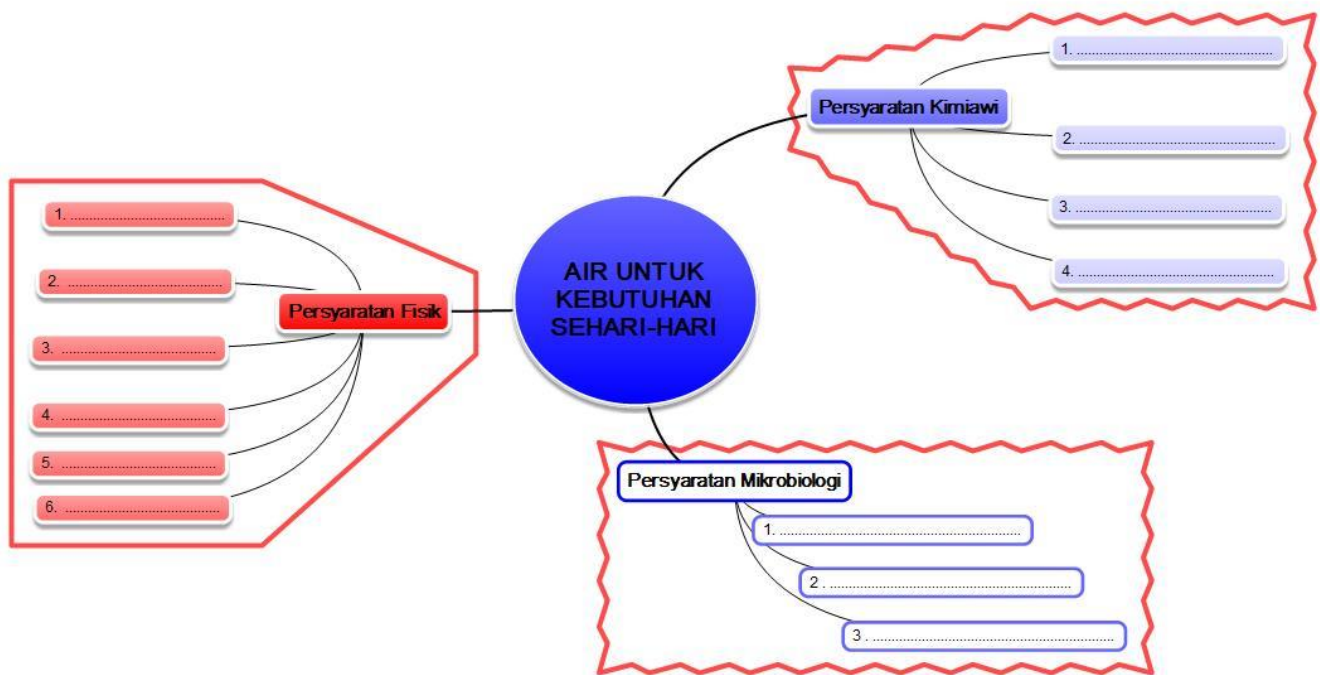 AIR UNTUK
KEBUTUHAN
SEHARI-HARI
Persyaratan Fisik
1. ........................................
2. ........................................
3. ........................................
4. ........................................
5. ........................................
6. ........................................
Persyaratan Kimiawi
1. ..................................................
2. ..................................................
3. ..................................................
4. ..................................................
Persyaratan Mikrobiologi
1. ..............................................................
2 . ..............................................................
3 . ..............................................................